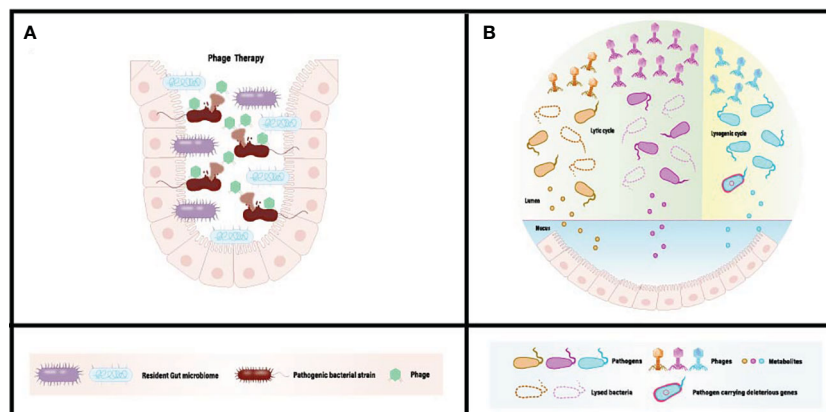 A
Phage Therapy
Resident Gut microbiome
Pathogenic bacterial strain
Phage
B
Lytic cycle
Lysogenic cycle
Lumen
Mucus
Pathogens
Phages
Metabolites
Lysed bacteria
Pathogen carrying deleterious genes